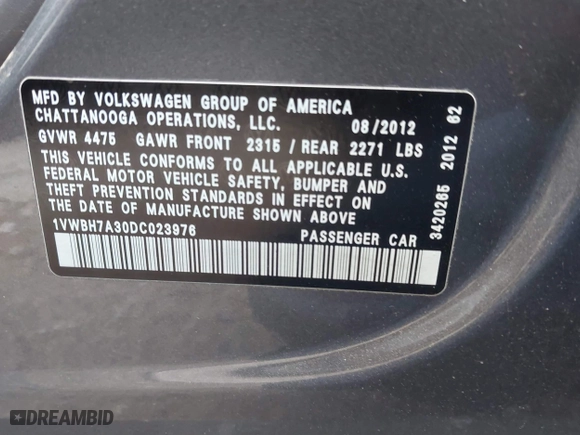 MFD BY VOLKSWAGEN GROUP OF AMERICA
CHATTANOOGA OPERATIONS, LLC. 08/2012
GVWR 4475 GAWR FRONT 2315 / REAR 2271 LBS
THIS VEHICLE CONFORMS TO ALL APPLICABLE U.S.
FEDERAL MOTOR VEHICLE SAFETY, BUMPER AND
THEFT PREVENTION STANDARDS IN EFFECT ON
THE DATE OF MANUFACTURE SHOWN ABOVE
1VWBH7A30DC023976 PASSENGER CAR
3420265 2012 62
DREAMBID